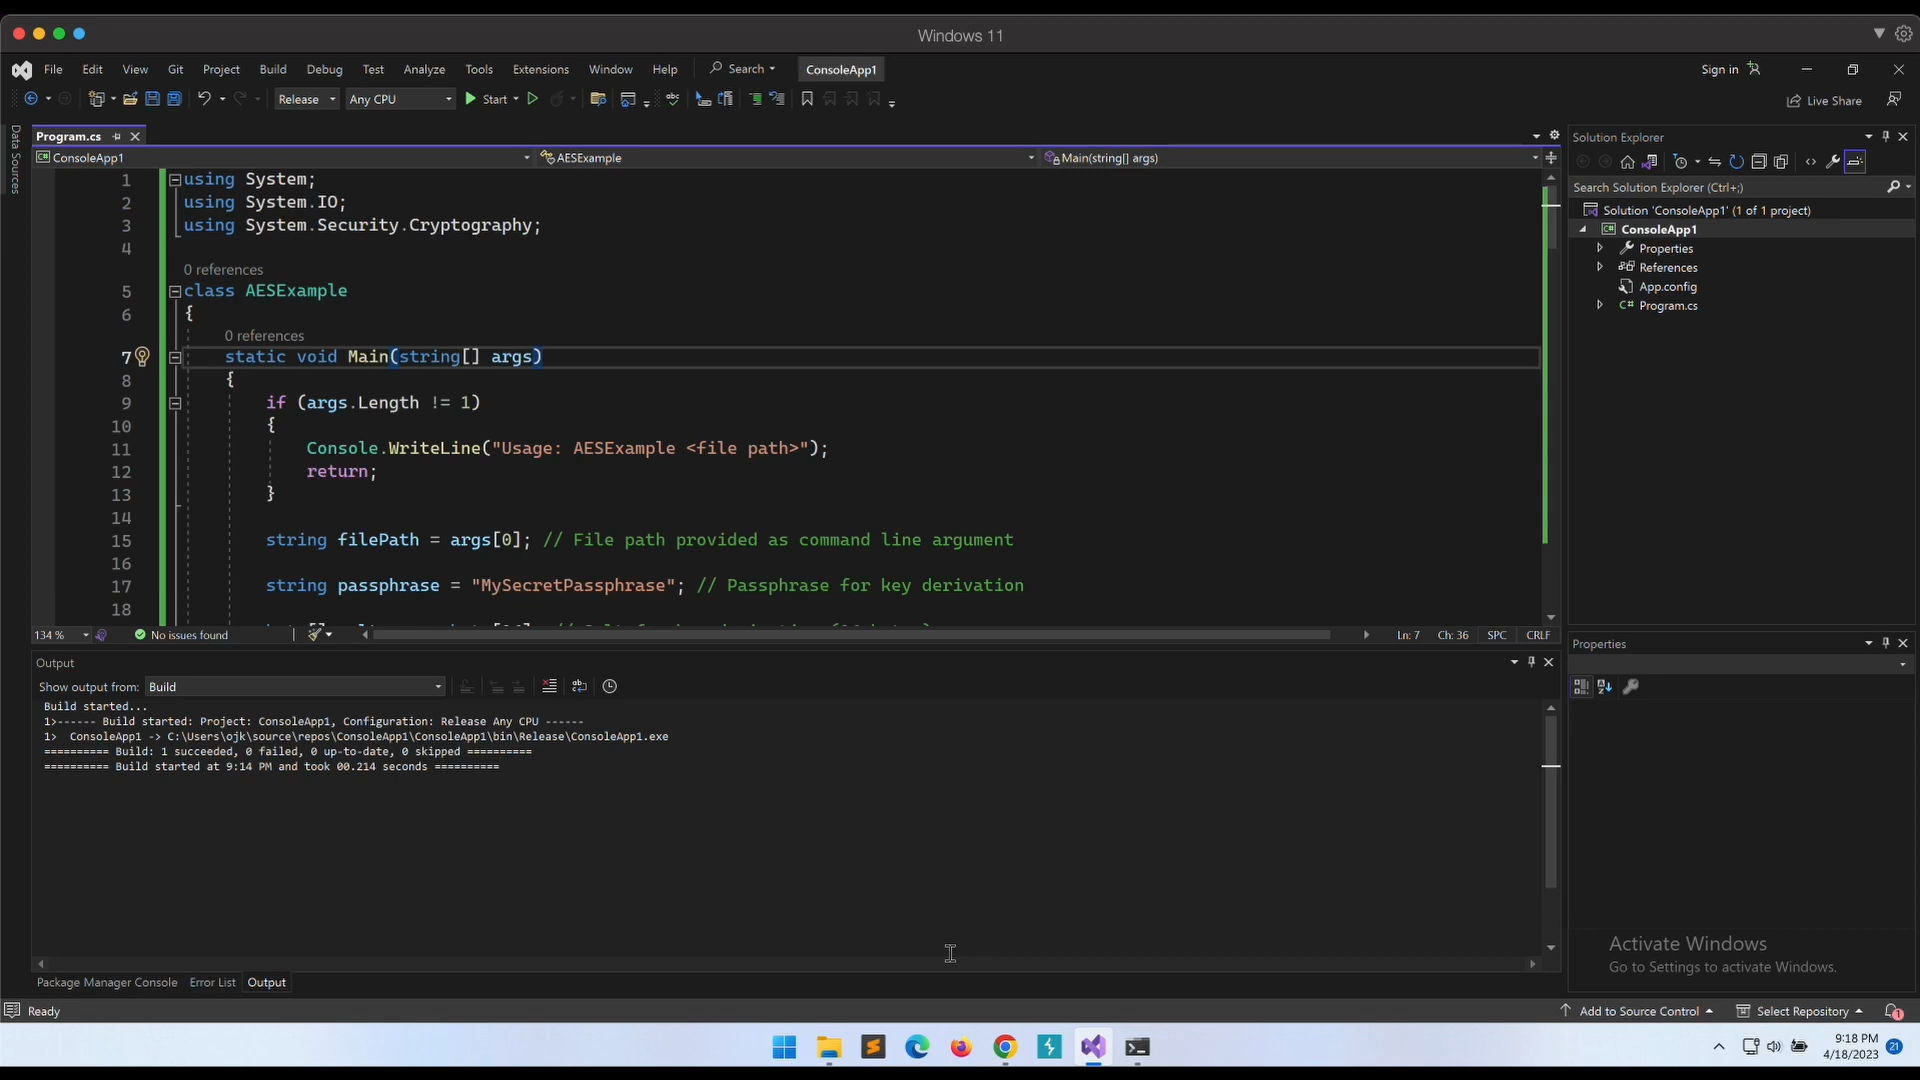 Windows 11
File Edit View Git Project Build Debug Test Analyze Tools Extensions Window Help Search ConsoleApp1 Sign in
Release Any CPU Start Live Share
Data Sources
Program.cs
ConsoleApp1 AESExample Main(string[] args)
1 using System;
2 using System.IO;
3 using System.Security.Cryptography;
4
0 references
5 class AESExample
6 {
0 references
7 static void Main(string[] args)
8 {
9 if (args.Length != 1)
10 {
11 Console.WriteLine("Usage: AESExample <file path>");
12 return;
13 }
14
15 string filePath = args[0]; // File path provided as command line argument
16
17 string passphrase = "MySecretPassphrase"; // Passphrase for key derivation
18
134 % No issues found Ln: 7 Ch: 36 SPC CRLF
Output
Show output from: Build
Build started...
1>------ Build started: Project: ConsoleApp1, Configuration: Release Any CPU ------
1>  ConsoleApp1 -> C:\Users\ojk\source\repos\ConsoleApp1\ConsoleApp1\bin\Release\ConsoleApp1.exe
========== Build: 1 succeeded, 0 failed, 0 up-to-date, 0 skipped ==========
========== Build started at 9:14 PM and took 00.214 seconds ==========
Package Manager Console Error List Output
Solution Explorer
Search Solution Explorer (Ctrl+;)
Solution 'ConsoleApp1' (1 of 1 project)
ConsoleApp1
Properties
References
App.config
C# Program.cs
Properties
Activate Windows
Go to Settings to activate Windows.
Ready Add to Source Control Select Repository 1
9:18 PM
4/18/2023 21